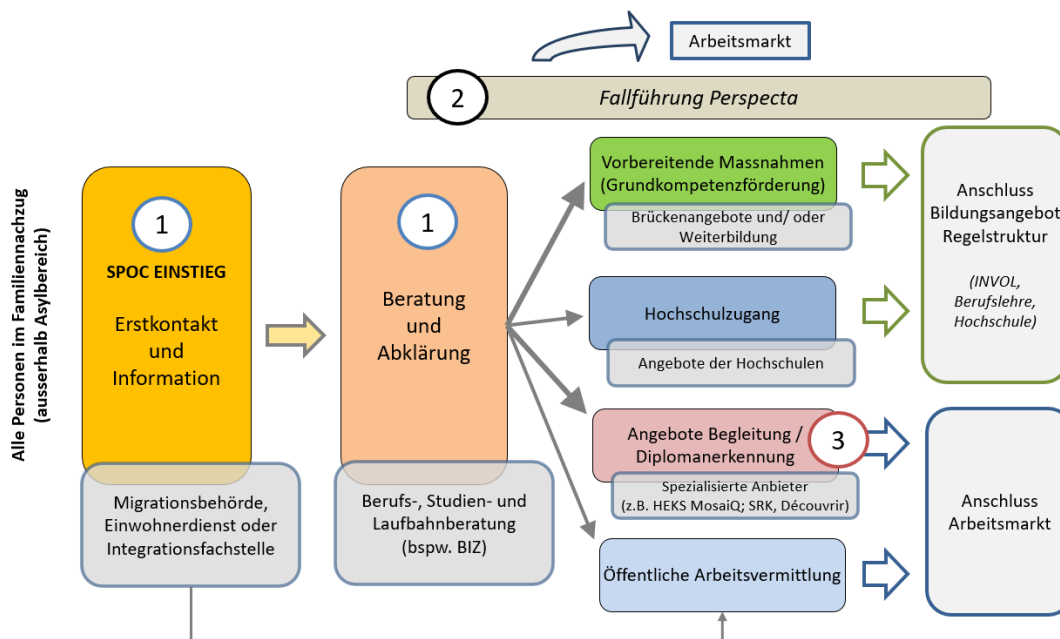 Arbeitsmarkt
2
Fallführung Perspecta
Alle Personen im Familiennachzug
(ausserhalb Asylbereich)
1
SPOC EINSTIEG
Erstkontakt
und
Information
Migrationsbehörde,
Einwohnerdienst oder
Integrationsfachstelle
1
Beratung
und
Abklärung
Berufs-, Studien- und
Laufbahnberatung
(bspw. BIZ)
Vorbereitende Massnahmen
(Grundkompetenzförderung)
Brückenangebote und/ oder
Weiterbildung
Hochschulzugang
Angebote der Hochschulen
Angebote Begleitung /
Diplomanerkennung
3
Spezialisierte Anbieter
(z.B. HEKS MosaiQ; SRK, Découvrir)
Öffentliche Arbeitsvermittlung
Anschluss
Bildungsangebot
Regelstruktur
(INVOL,
Berufslehre,
Hochschule)
Anschluss
Arbeitsmarkt